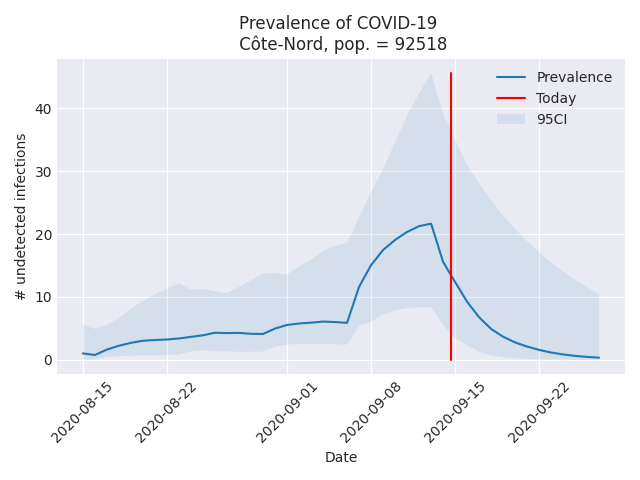 Prevalence of COVID-19
Côte-Nord, pop. = 92518
# undetected infections
40
30
20
10
0
Prevalence
Today
95CI
2020-08-15
2020-08-22
2020-09-01
2020-09-08
2020-09-15
2020-09-22
Date